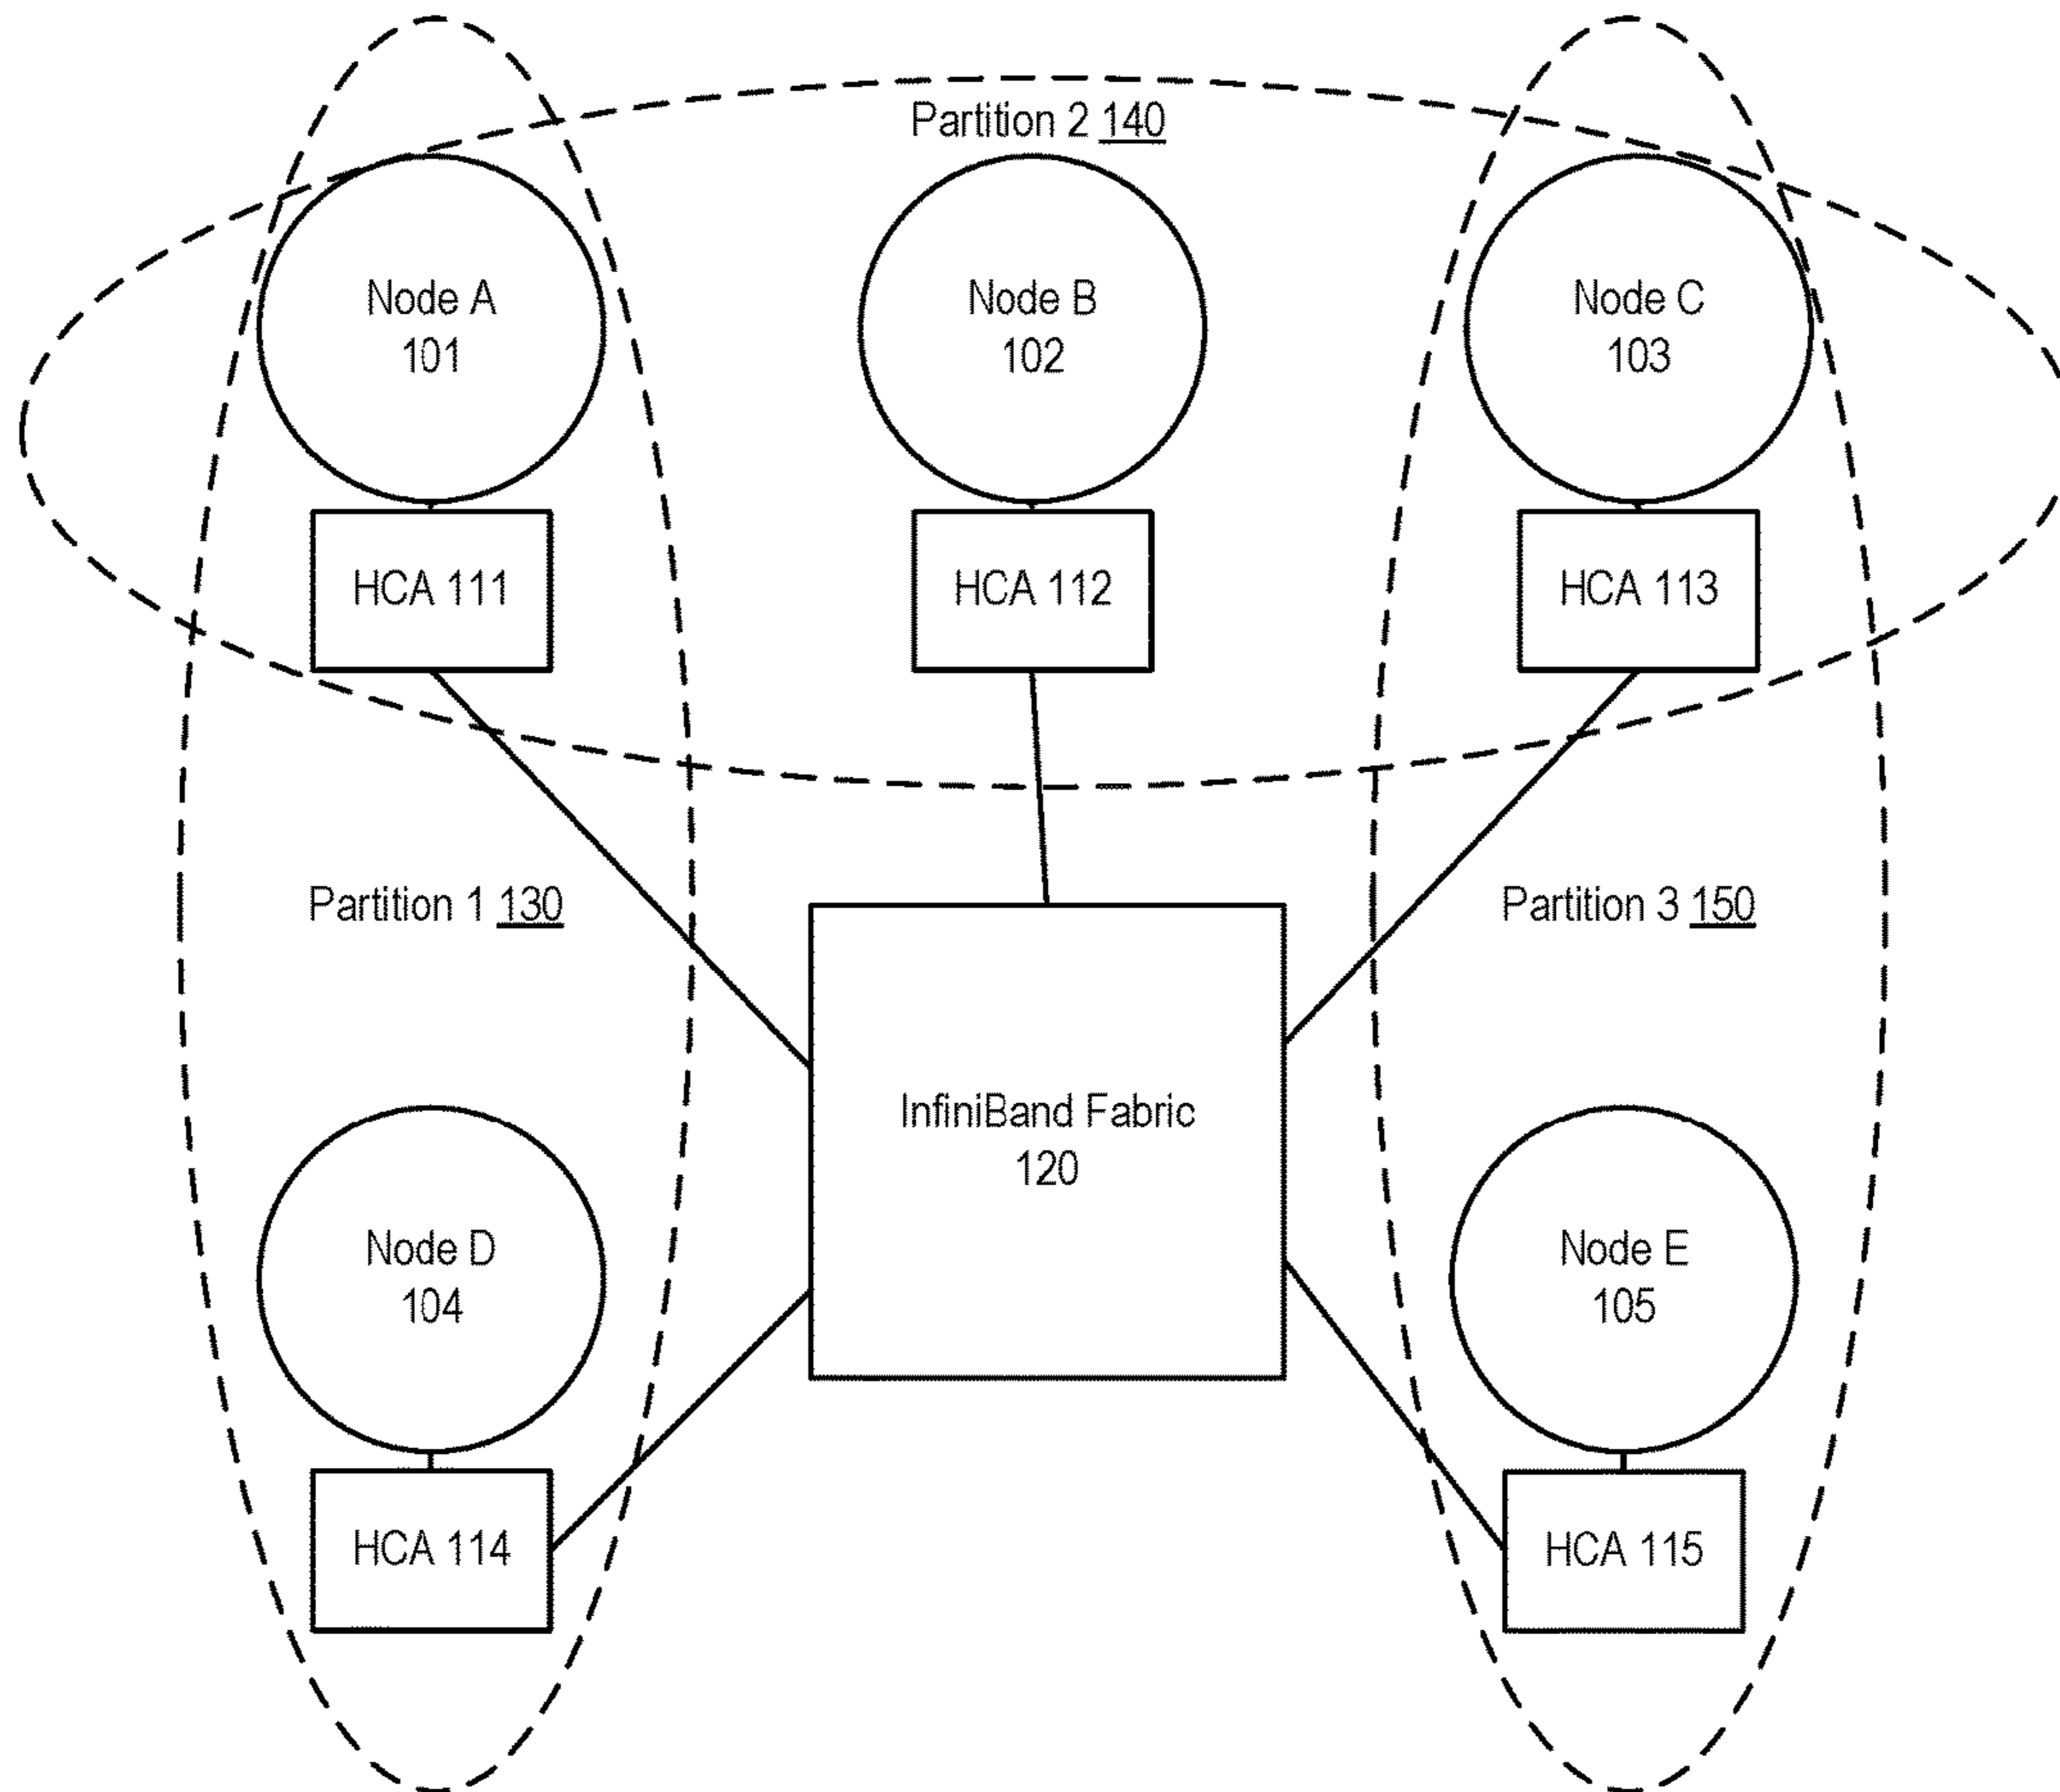 Partition 2 140
Node A
101
Node B
102
Node C
103
HCA 111
HCA 112
HCA 113
Partition 1 130
Partition 3 150
InfiniBand Fabric
120
Node D
104
Node E
105
HCA 114
HCA 115